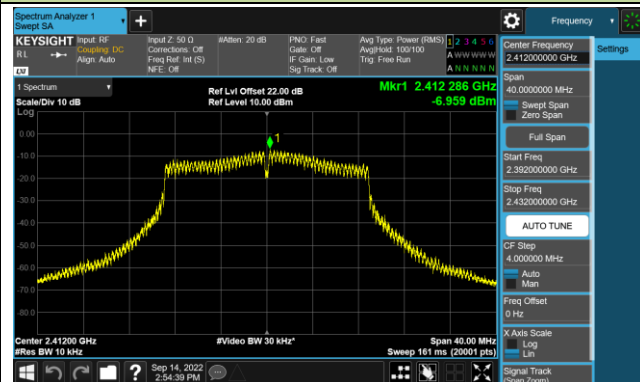 Spectrum Analyzer 1
Swept SA
Frequency
KEYSIGHT
RL
Input: RF
Coupling: DC
Align: Auto
Input Z: 50 Ω
Corrections: Off
Freq Ref: Int (S)
NFE: Off
#Atten: 20 dB
PNO: Fast
Gate: Off
IF Gain: Low
Sig Track: Off
Avg Type: Power (RMS)
Avg|Hold: 100/100
Trig: Free Run
1 2 3 4 5 6
A W W W W W
A N N N N N
LXI
1 Spectrum
Scale/Div 10 dB
Ref Lvl Offset 22.00 dB
Ref Level 10.00 dBm
Mkr1 2.412 286 GHz
-6.959 dBm
Log
0.00
-10.0
-20.0
-30.0
-40.0
-50.0
-60.0
-70.0
-80.0
1
Center 2.41200 GHz
#Res BW 10 kHz
#Video BW 30 kHz*
Span 40.00 MHz
Sweep 161 ms (20001 pts)
Sep 14, 2022
2:54:39 PM
Center Frequency
2.412000000 GHz
Span
40.0000000 MHz
Swept Span
Zero Span
Full Span
Start Freq
2.392000000 GHz
Stop Freq
2.432000000 GHz
AUTO TUNE
CF Step
4.000000 MHz
Auto
Man
Freq Offset
0 Hz
X Axis Scale
Log
Lin
Signal Track
(Span Zoom)
Settings